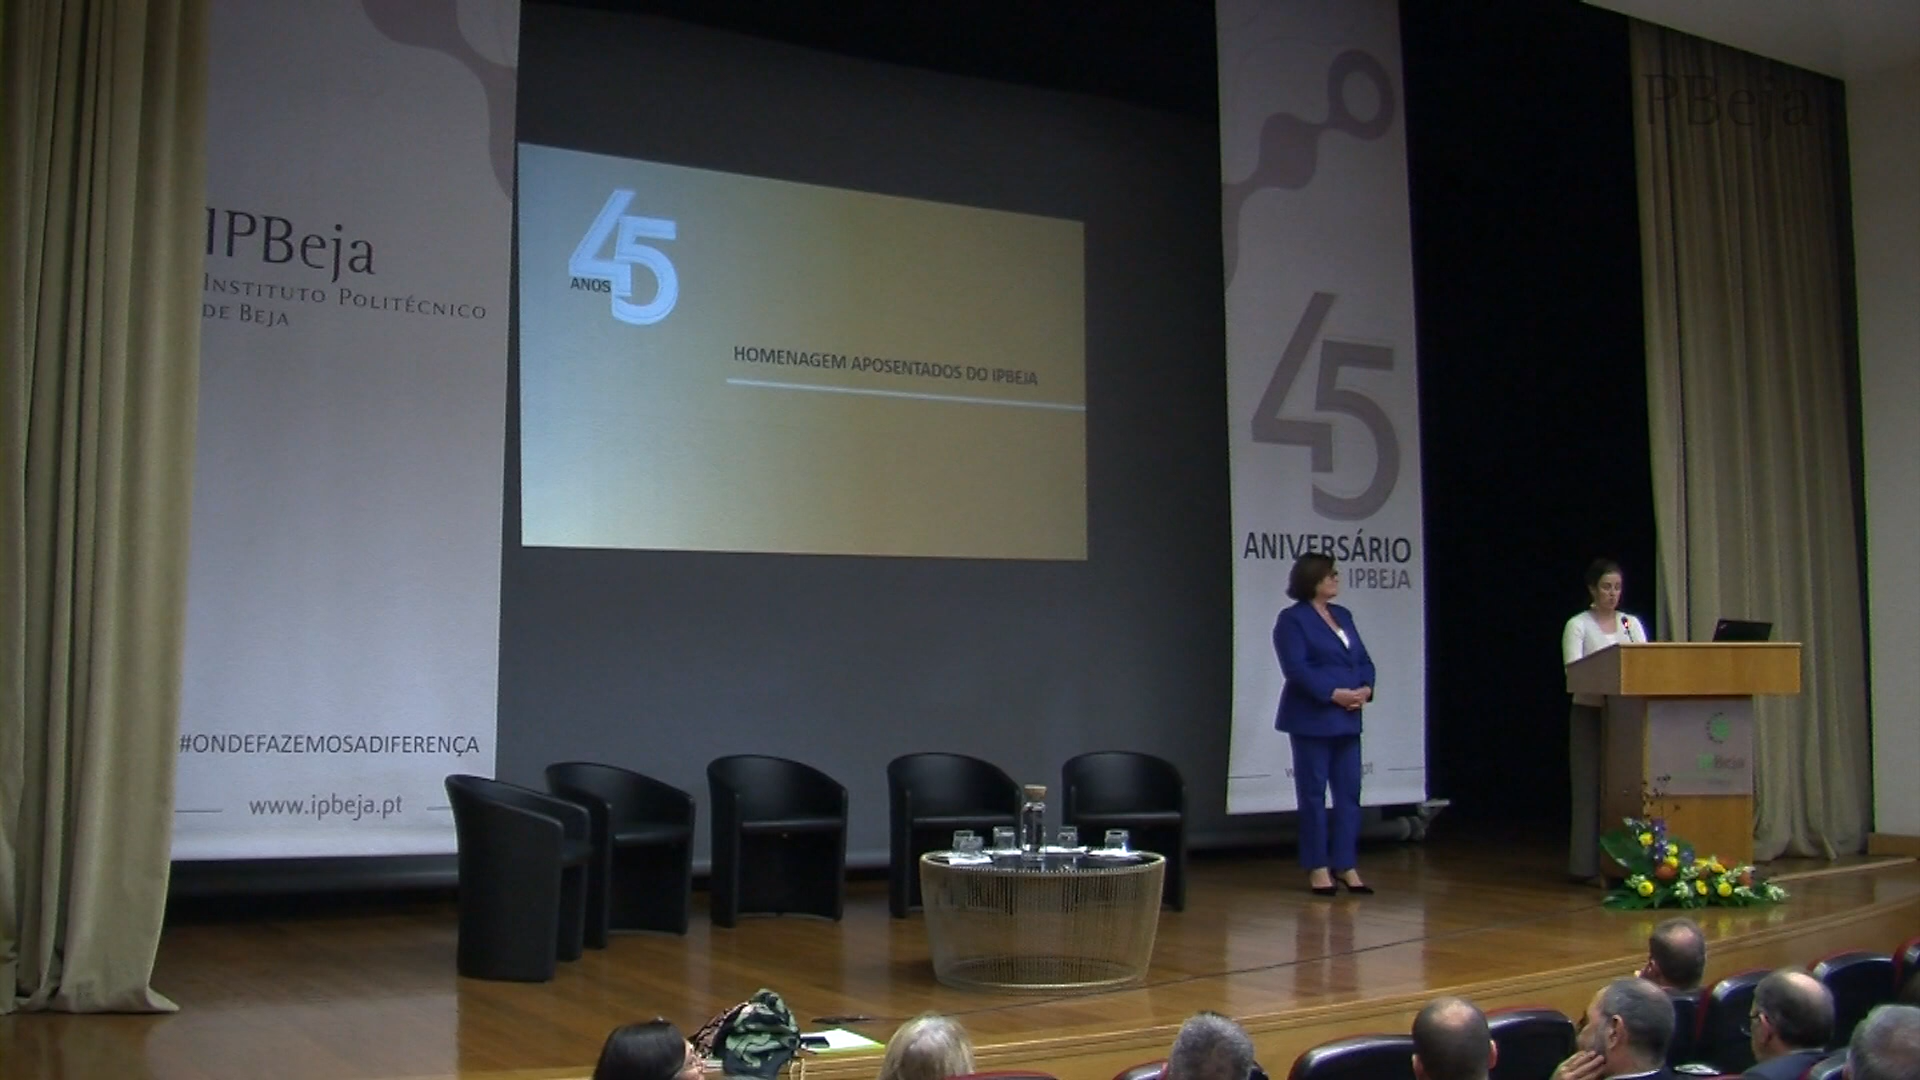 IPBeja
INSTITUTO POLITÉCNICO
DE BEJA
#ONDEFAZEMOSADIFERENÇA
www.ipbeja.pt
45
ANOS
HOMENAGEM APOSENTADOS DO IPBEJA
45
ANIVERSÁRIO
IPBEJA
IPBeja
IPBeja